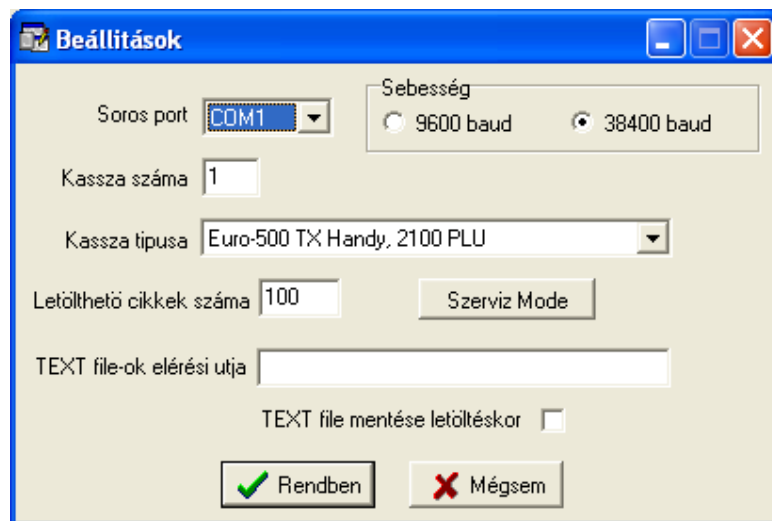 Beállitások
Sebesség
Soros port COM1 9600 baud 38400 baud
Kassza száma 1
Kassza tipusa Euro-500 TX Handy, 2100 PLU
Letölthetö cikkek száma 100 Szerviz Mode
TEXT file-ok elérési utja
TEXT file mentése letöltéskor
Rendben Mégsem